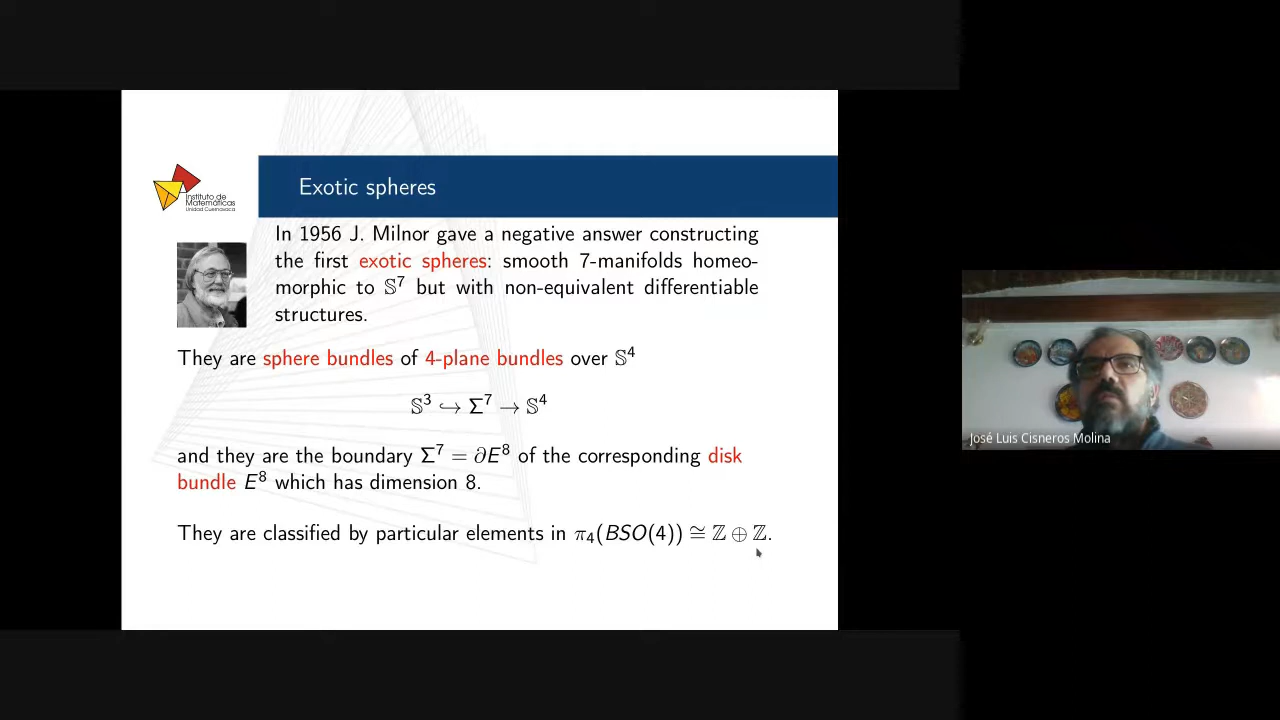 Instituto de
Matemáticas
Unidad Cuernavaca
Exotic spheres
In 1956 J. Milnor gave a negative answer constructing
the first exotic spheres: smooth 7-manifolds homeo-
morphic to 𝕊⁷ but with non-equivalent differentiable
structures.
They are sphere bundles of 4-plane bundles over 𝕊⁴
𝕊³ ↪ Σ⁷ → 𝕊⁴
and they are the boundary Σ⁷ = ∂E⁸ of the corresponding disk
bundle E⁸ which has dimension 8.
They are classified by particular elements in π₄(BSO(4)) ≅ ℤ ⊕ ℤ.
José Luis Cisneros Molina